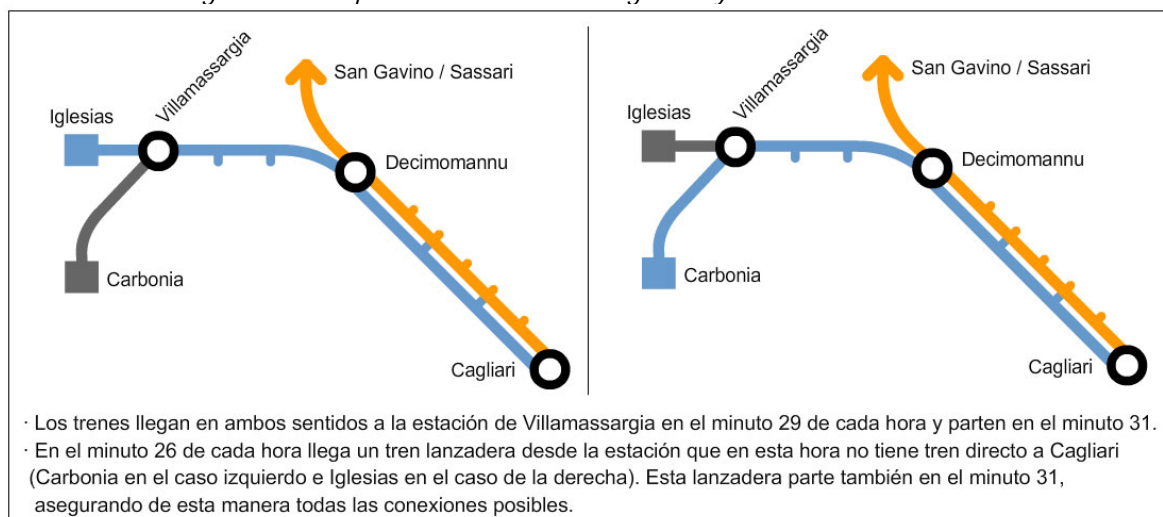 Villamassargia
San Gavino / Sassari
Iglesias
Decimomannu
Carbonia
Cagliari
Villamassargia
San Gavino / Sassari
Iglesias
Decimomannu
Carbonia
Cagliari
· Los trenes llegan en ambos sentidos a la estación de Villamassargia en el minuto 29 de cada hora y parten en el minuto 31.
· En el minuto 26 de cada hora llega un tren lanzadera desde la estación que en esta hora no tiene tren directo a Cagliari
(Carbonia en el caso izquierdo e Iglesias en el caso de la derecha). Esta lanzadera parte también en el minuto 31,
asegurando de esta manera todas las conexiones posibles.